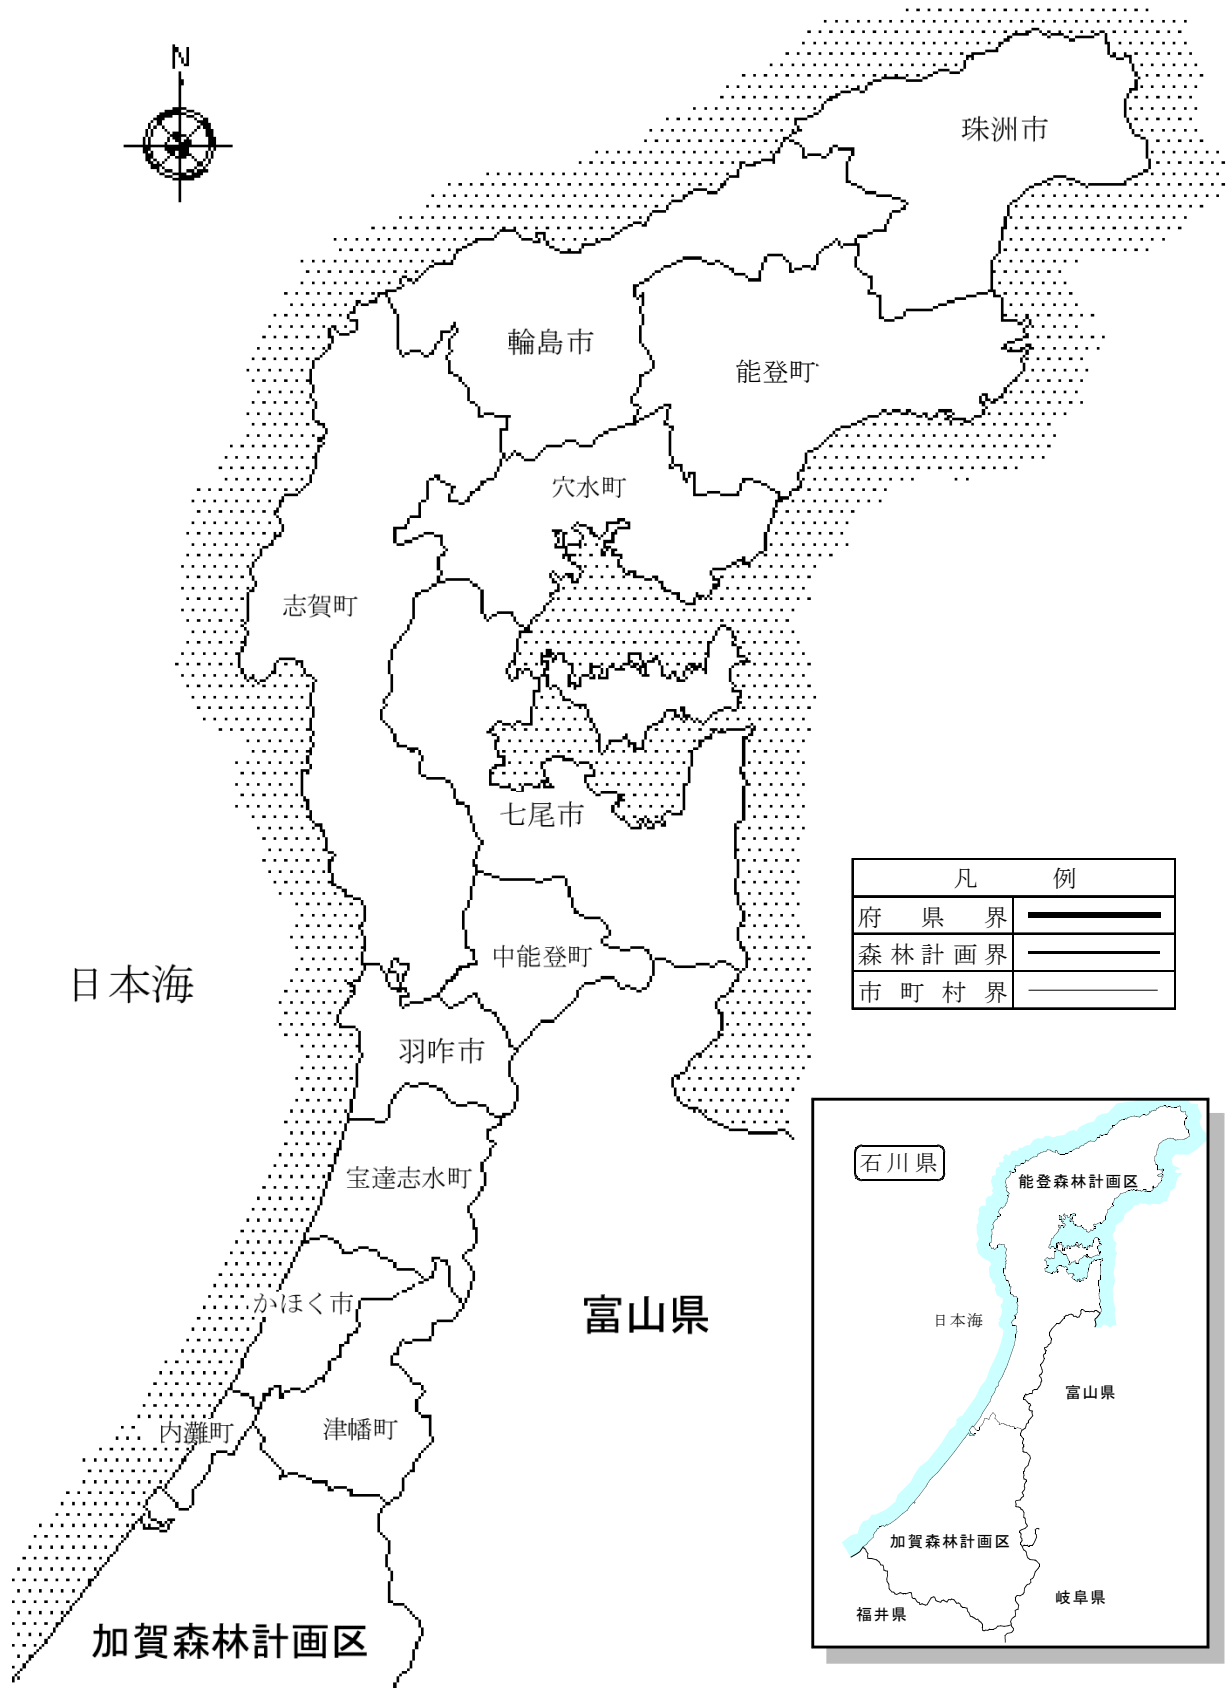 N
珠洲市
輪島市
能登町
穴水町
志賀町
七尾市
凡 例
府県界
森林計画界
市町村界
中能登町
日本海
羽咋市
宝達志水町
かほく市
富山県
内灘町
津幡町
加賀森林計画区
石川県
能登森林計画区
日本海
富山県
加賀森林計画区
岐阜県
福井県